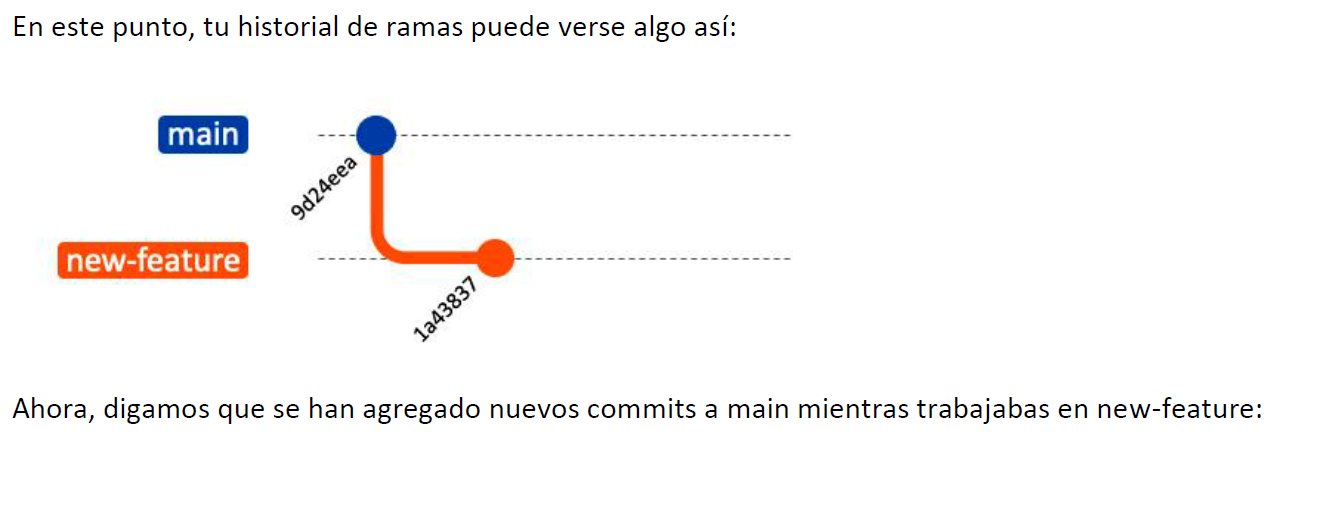 En este punto, tu historial de ramas puede verse algo así:
main
9d24eea
new-feature
1a43837
Ahora, digamos que se han agregado nuevos commits a main mientras trabajabas en new-feature: